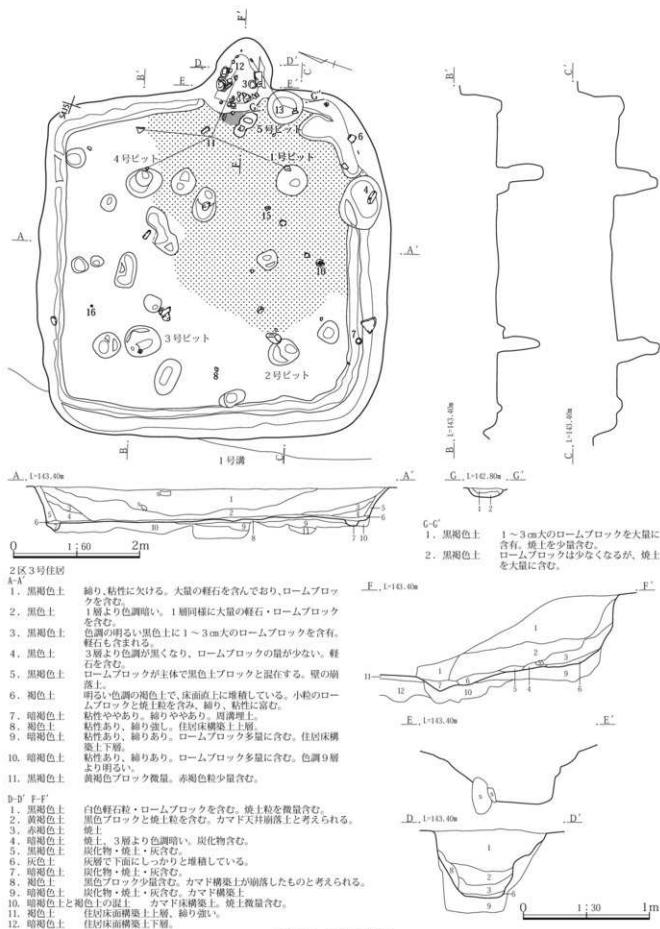 F′
D
12
D′
B′
E
3
E′
C′
G
G′
13
SU51
11
5号ピット
6
4号ピット
E
1号ピット
4
15
A
A′
10
16
7
3号ピット
8
2号ピット
B
1号溝
C
B′
C′
B L=143.40m
C L=143.40m
A L=143.40m
A′
G L=142.80m G′
0 1：60 2m
2区3号住居
A-A′
1．黒褐色土 締り、粘性に欠ける。大量の軽石を含んでおり、ロームブロッ
クを含む。
2．黒色土 1層より色調暗い。1層同様に大量の軽石・ロームブロック
を含む。
3．黒褐色土 色調の明るい黒色土に1～3㎝大のロームブロックを含有。
軽石も含まれる。
4．黒色土 3層より色調が黒くなり、ロームブロックの量が少ない。軽
石を含む。
5．黒褐色土 ロームブロックが主体で黒色土ブロックと混在する。壁の崩
落土。
6．褐色土 明るい色調の褐色土で、床面直上に堆積している。小粒のロー
ムブロックと焼土粒を含み、締り、粘性に富む。
7．暗褐色土 粘性ややあり。締りややあり。周溝埋土。
8．褐色土 粘性あり、締り強し。住居床構築土上層。
9．暗褐色土 粘性あり、締りあり。ロームブロック多量に含む。住居床構
築土下層。
10．暗褐色土 粘性あり、締りあり。ロームブロック多量に含む。色調9層
より明るい。
11．黒褐色土 黄褐色ブロック微量。赤褐色粒少量含む。
D-D′ F-F′
1．黒褐色土 白色軽石粒・ロームブロックを含む。焼土粒を微量含む。
2．黄褐色土 黒色ブロックと焼土粒を含む。カマド天井崩落土と考えられる。
3．赤褐色土 焼土
4．暗褐色土 焼土、3層より色調暗い。炭化物含む。
5．黒褐色土 炭化物・焼土・灰含む。
6．灰色土 灰層で下面にしっかりと堆積している。
7．暗褐色土 炭化物・焼土・灰含む。
8．褐色土 黒色ブロック少量含む。カマド構築土が崩落したものと考えられる。
9．暗褐色土 炭化物・焼土・灰含む。カマド構築土
10．暗褐色土と褐色土の混土 カマド床構築土。焼土微量含む。
11．褐色土 住居床面構築土上層、締り強い。
12．暗褐色土 住居床面構築土下層。
G-G′
1．黒褐色土 1～3㎝大のロームブロックを大量に
含有。焼土を少量含む。
2．黒褐色土 ロームブロックは少なくなるが、焼土
を大量に含む。
F L=143.40m F′
E E′
D L=143.40m D′
0 1：30 1m